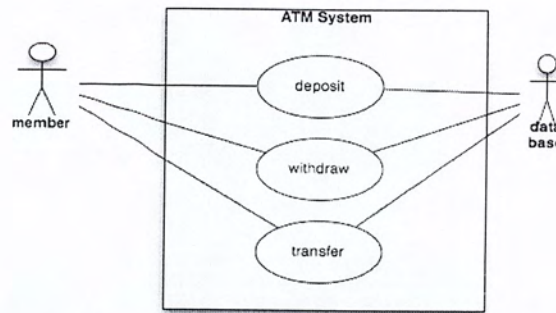 ATM System
deposit
member
data
base
withdraw
transfer